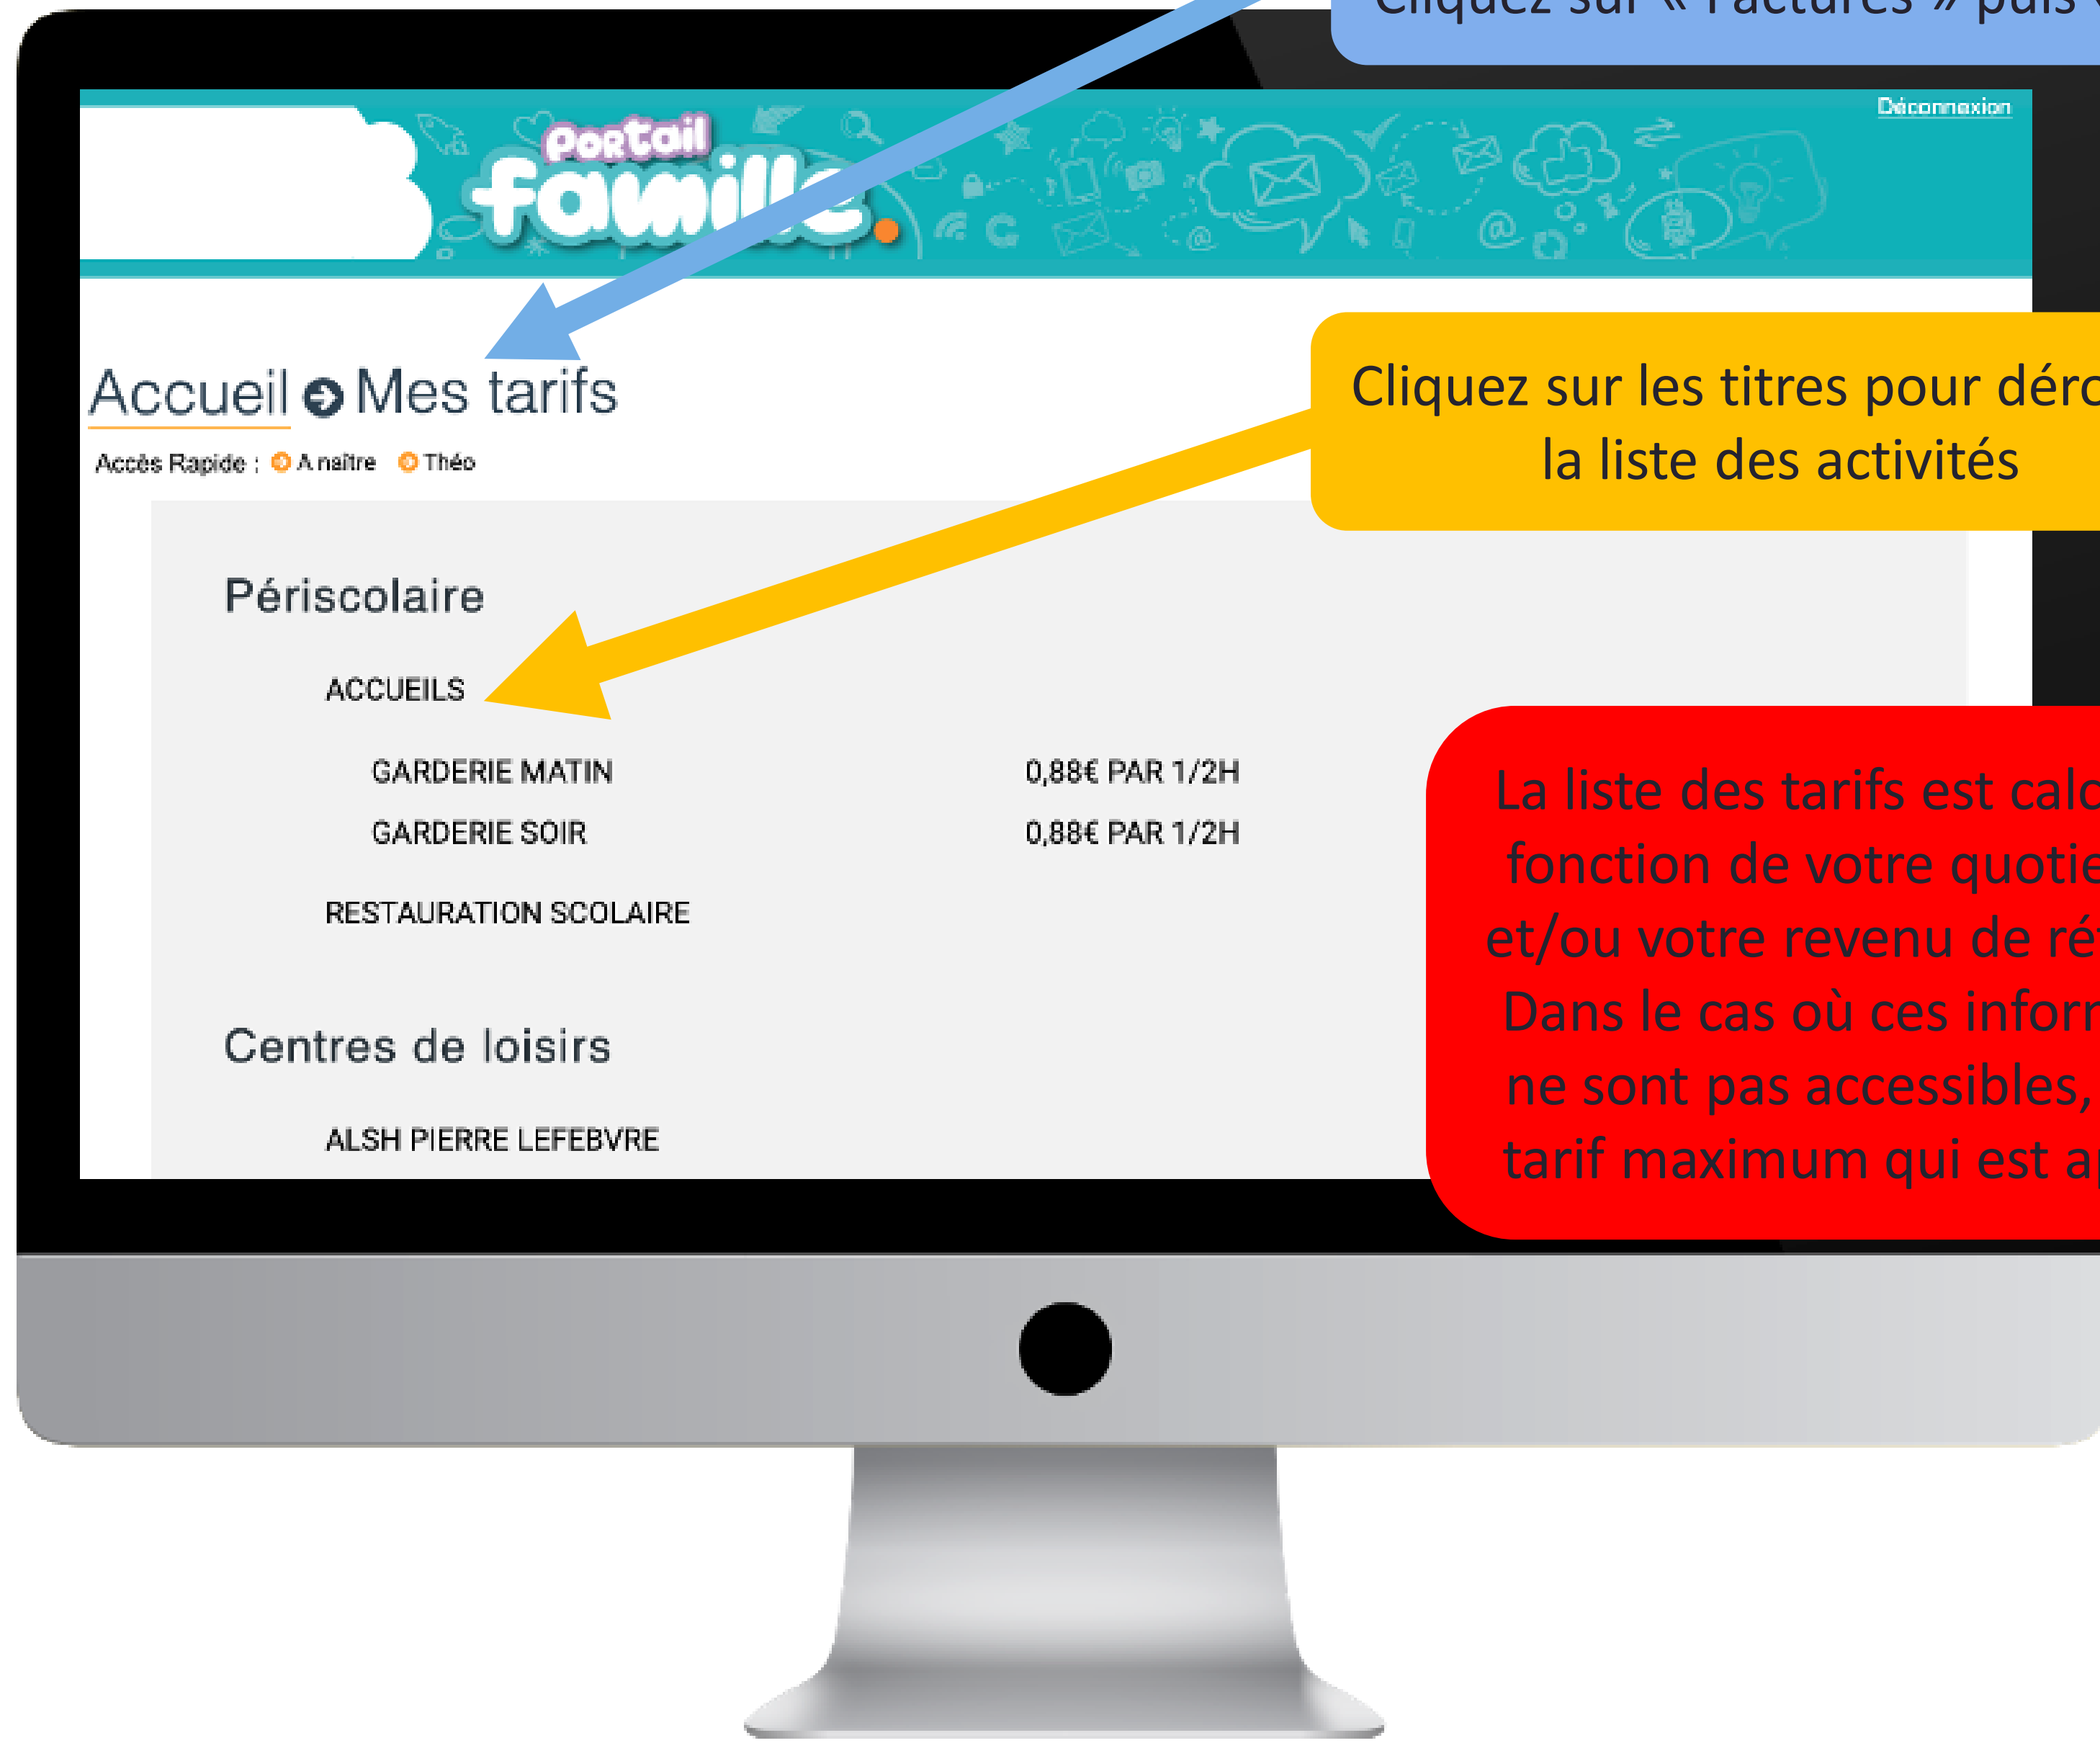 Cliquez sur « Factures » puis «
Déconnexion
Portail
famille.
Accueil Mes tarifs
Cliquez sur les titres pour déro
la liste des activités
Accès Rapide : A naître Théo
Périscolaire
ACCUEILS
GARDERIE MATIN 0,88€ PAR 1/2H
GARDERIE SOIR 0,88€ PAR 1/2H
RESTAURATION SCOLAIRE
Centres de loisirs
ALSH PIERRE LEFEBVRE
La liste des tarifs est calc
fonction de votre quotie
et/ou votre revenu de ré
Dans le cas où ces inform
ne sont pas accessibles,
tarif maximum qui est ap